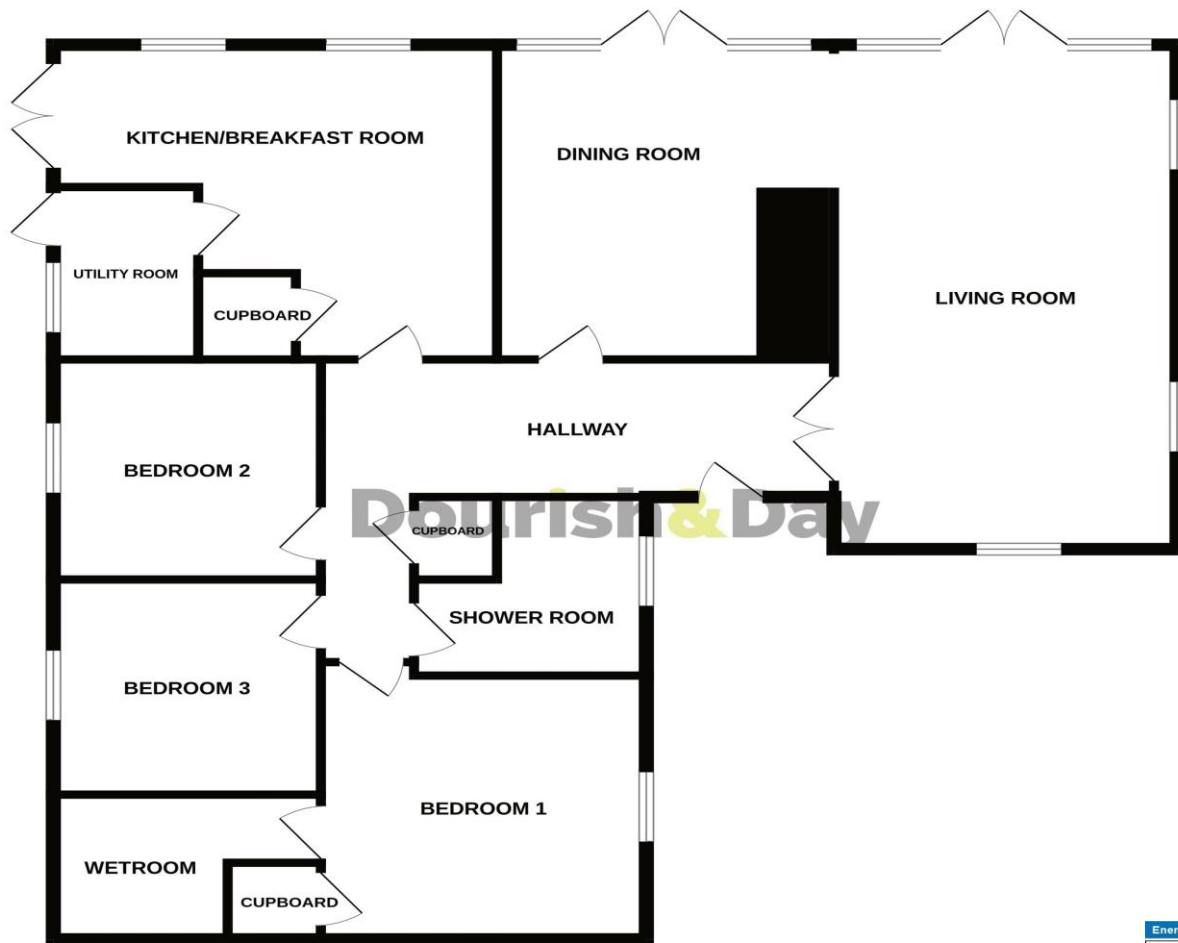 KITCHEN/BREAKFAST ROOM
DINING ROOM
UTILITY ROOM
CUPBOARD
LIVING ROOM
HALLWAY
BEDROOM 2
Dourish&Day
CUPBOARD
SHOWER ROOM
BEDROOM 3
BEDROOM 1
WETROOM
CUPBOARD
Ener